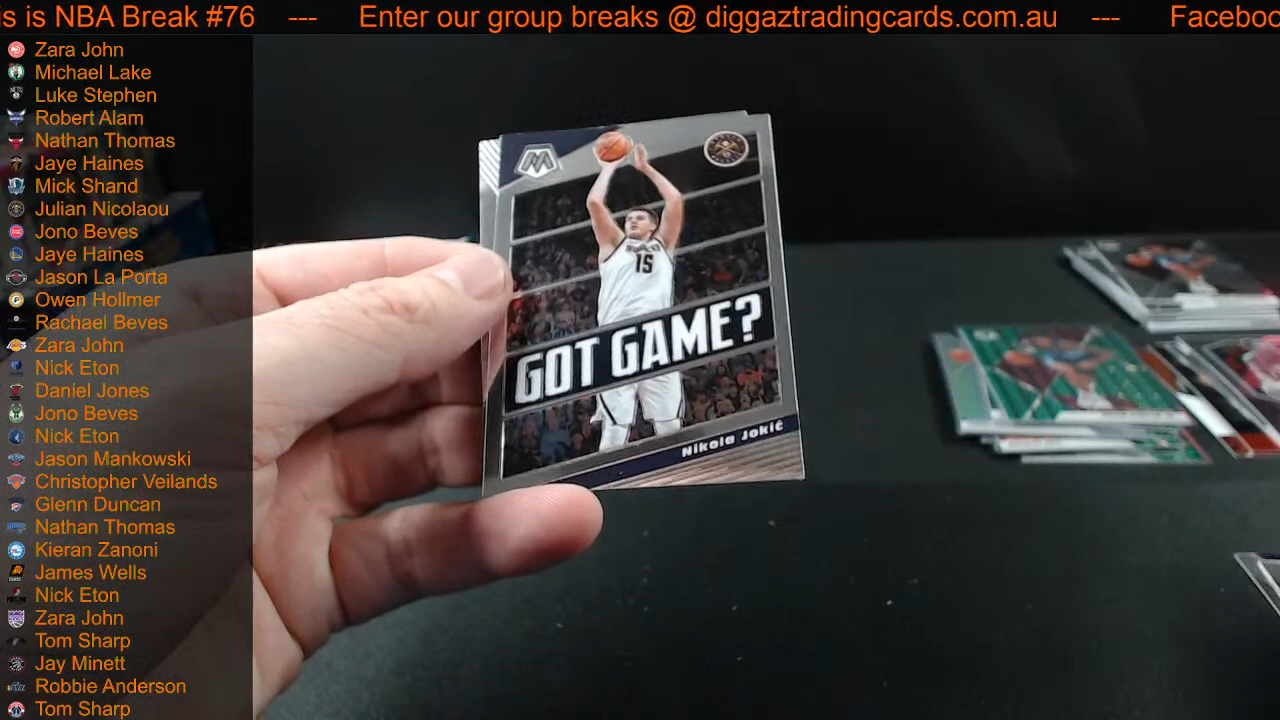 s is NBA Break #76 --- Enter our group breaks @ diggaztradingcards.com.au --- Faceboo
Zara John
Michael Lake
Luke Stephen
Robert Alam
Nathan Thomas
Jaye Haines
Mick Shand
Julian Nicolaou
Jono Beves
Jaye Haines
Jason La Porta
Owen Hollmer
Rachael Beves
Zara John
Nick Eton
Daniel Jones
Jono Beves
Nick Eton
Jason Mankowski
Christopher Veilands
Glenn Duncan
Nathan Thomas
Kieran Zanoni
James Wells
Nick Eton
Zara John
Tom Sharp
Jay Minett
Robbie Anderson
Tom Sharp
15
GOT GAME?
Nikola Jokić